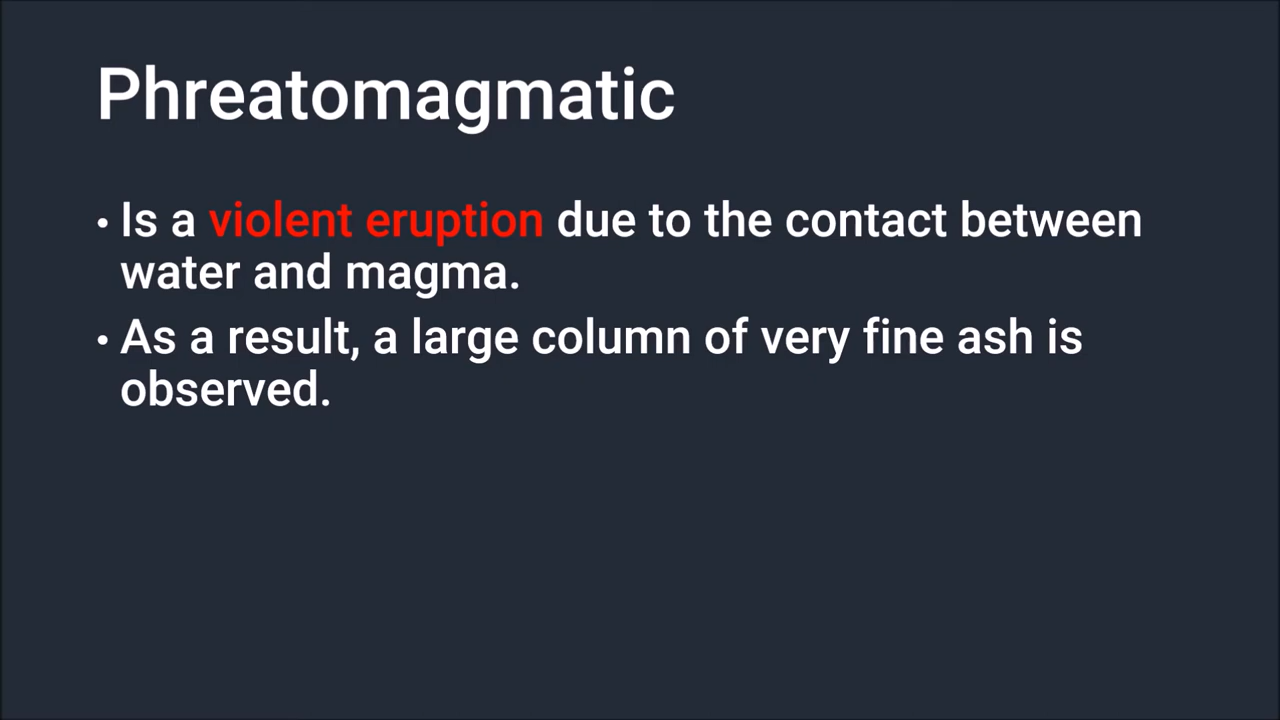 Phreatomagmatic
• Is a violent eruption due to the contact between
water and magma.
• As a result, a large column of very fine ash is
observed.